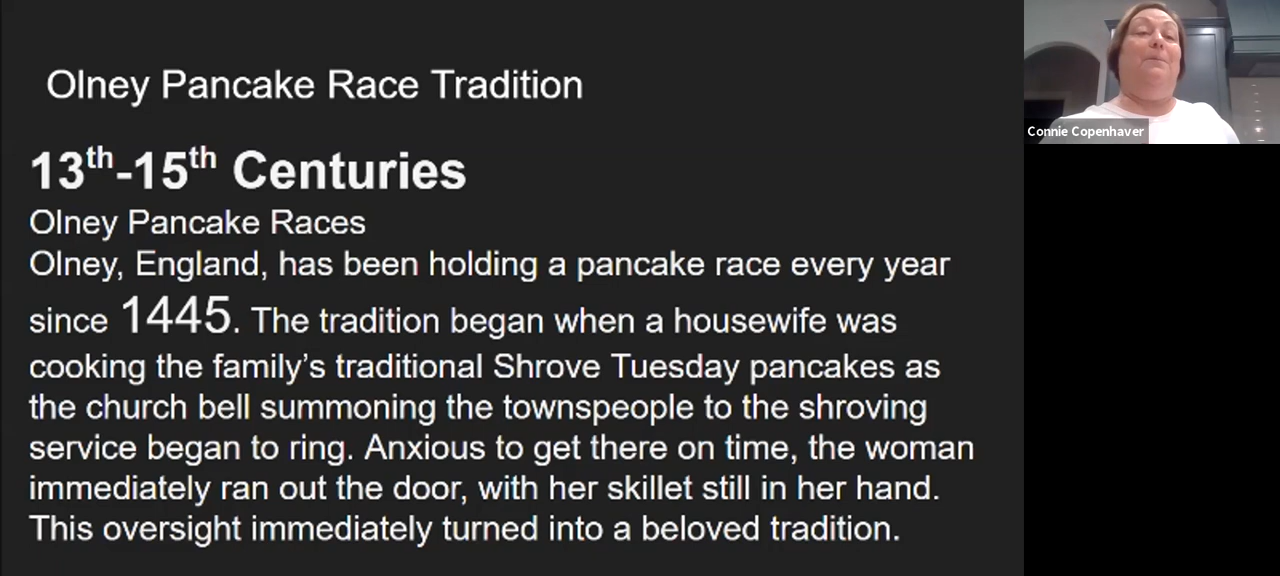 Olney Pancake Race Tradition
13th-15th Centuries
Olney Pancake Races
Olney, England, has been holding a pancake race every year
since 1445. The tradition began when a housewife was
cooking the family’s traditional Shrove Tuesday pancakes as
the church bell summoning the townspeople to the shroving
service began to ring. Anxious to get there on time, the woman
immediately ran out the door, with her skillet still in her hand.
This oversight immediately turned into a beloved tradition.
Connie Copenhaver